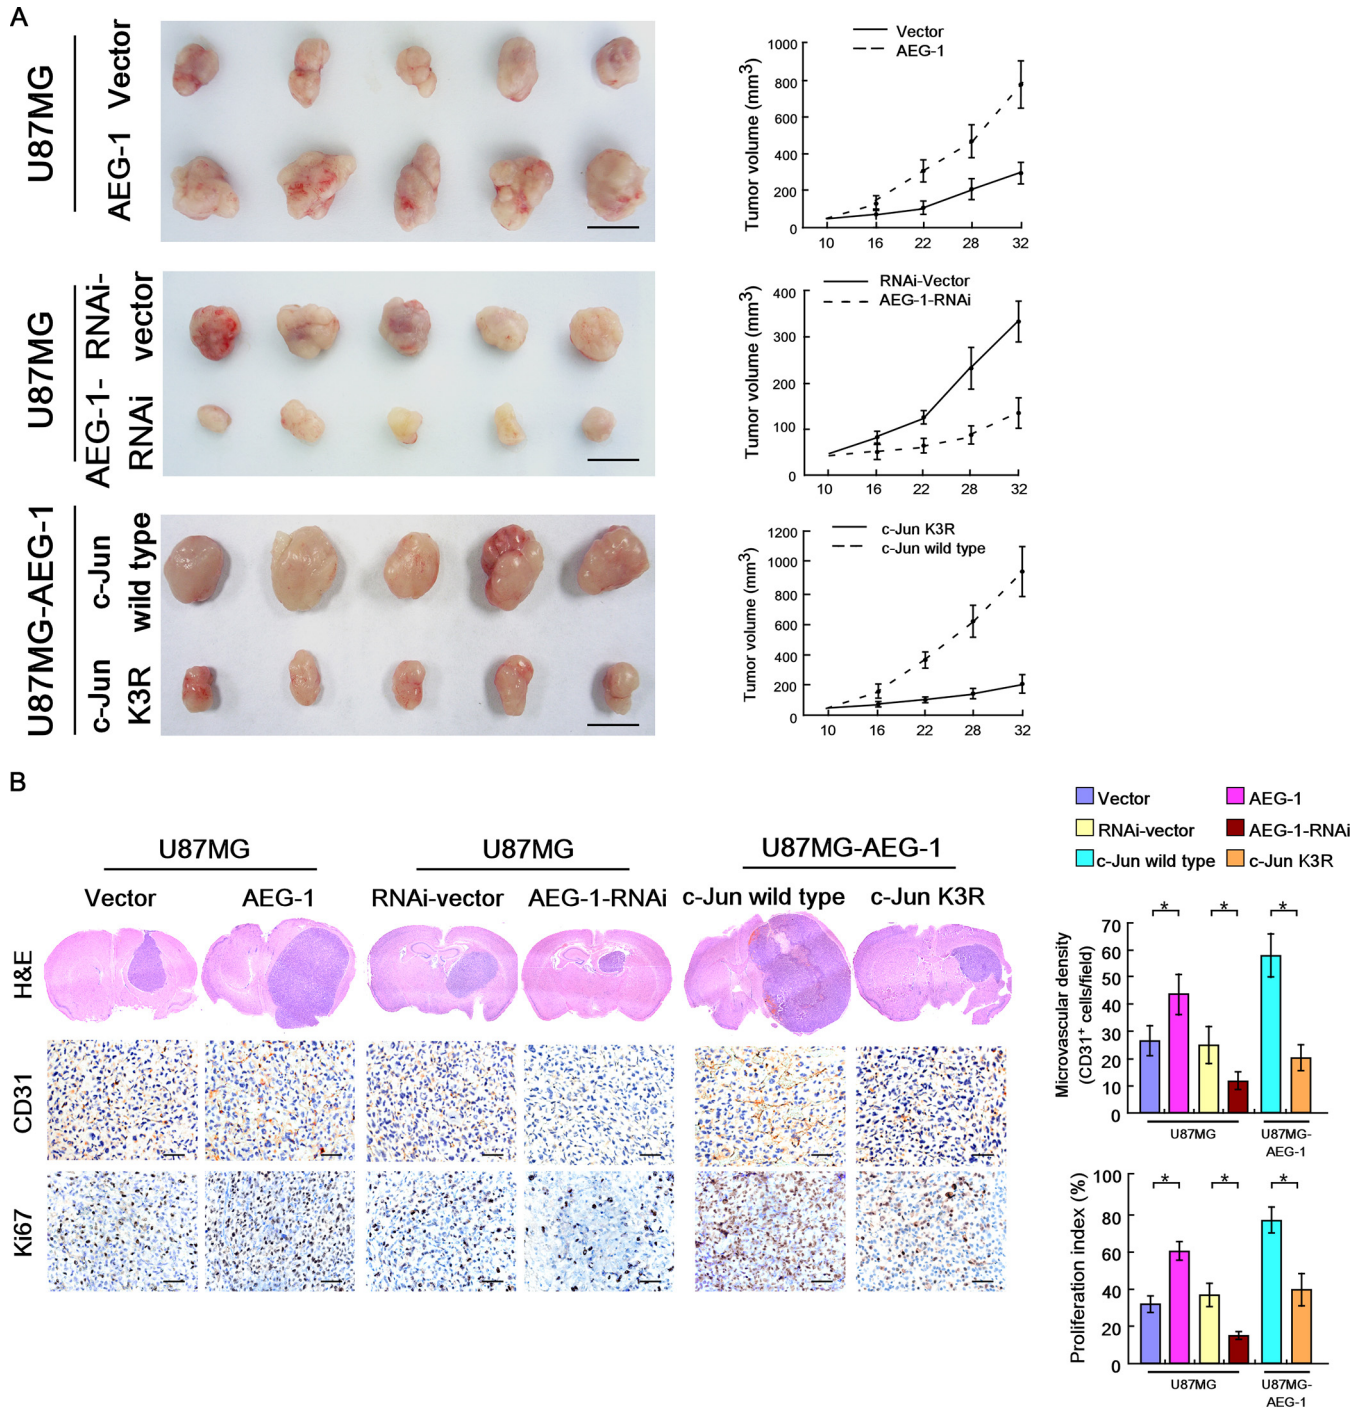 A
U87MG
Vector
AEG-1
Vector
AEG-1
Tumor volume (mm3)
1000
800
600
400
200
0
10 16 22 28 32
U87MG
RNAi-
vector
AEG-1-
RNAi
RNAi-Vector
AEG-1-RNAi
Tumor volume (mm3)
400
300
200
100
0
10 16 22 28 32
U87MG-AEG-1
c-Jun
wild type
c-Jun
K3R
c-Jun K3R
c-Jun wild type
Tumor volume (mm3)
1200
1000
800
600
400
200
0
10 16 22 28 32
B
U87MG U87MG U87MG-AEG-1
Vector AEG-1 RNAi-vector AEG-1-RNAi c-Jun wild type c-Jun K3R
H&E
CD31
Ki67
Vector AEG-1
RNAi-vector AEG-1-RNAi
c-Jun wild type c-Jun K3R
Microvascular density
(CD31+ cells/field)
70
60
50
40
30
20
10
0
* * *
U87MG U87MG-
AEG-1
Proliferation index (%)
100
80
60
40
20
0
* * *
U87MG U87MG-
AEG-1